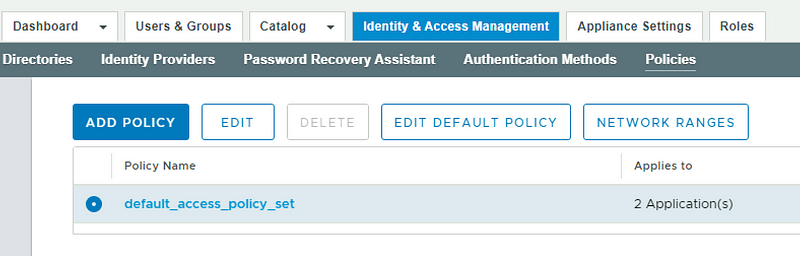 Dashboard Users & Groups Catalog Identity & Access Management Appliance Settings Roles
Directories Identity Providers Password Recovery Assistant Authentication Methods Policies
ADD POLICY EDIT DELETE EDIT DEFAULT POLICY NETWORK RANGES
Policy Name Applies to
default_access_policy_set 2 Application(s)